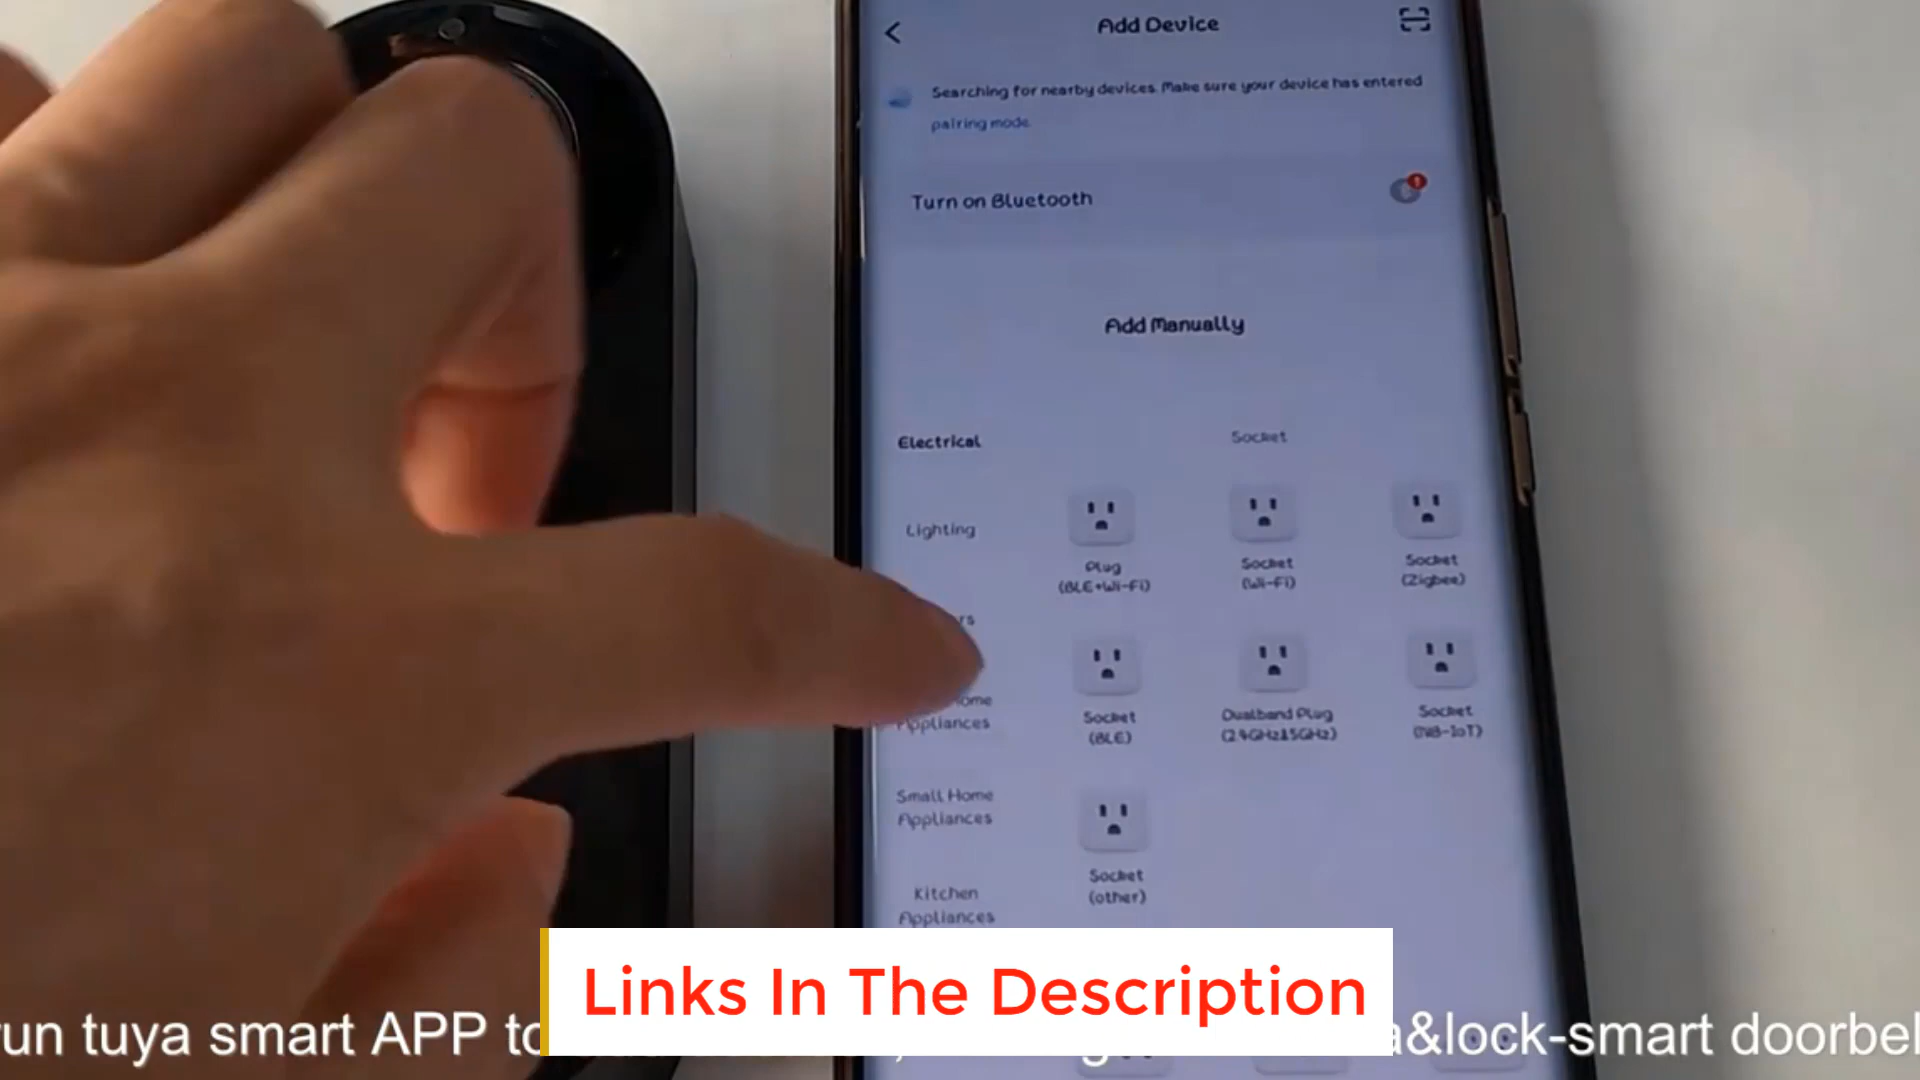 Add Device
Searching for nearby devices. Make sure your device has entered
pairing mode.
Turn on Bluetooth
Add Manually
Electrical
Socket
Lighting
Plug
(BLE+Wi-Fi)
Socket
(Wi-Fi)
Socket
(Zigbee)
rs
ome
Appliances
Socket
(BLE)
Dualband Plug
(2.4GHz&5GHz)
Socket
(NB-IoT)
Small Home
Appliances
Socket
(other)
Kitchen
Appliances
Links In The Description
un tuya smart APP to
a&lock-smart doorbel